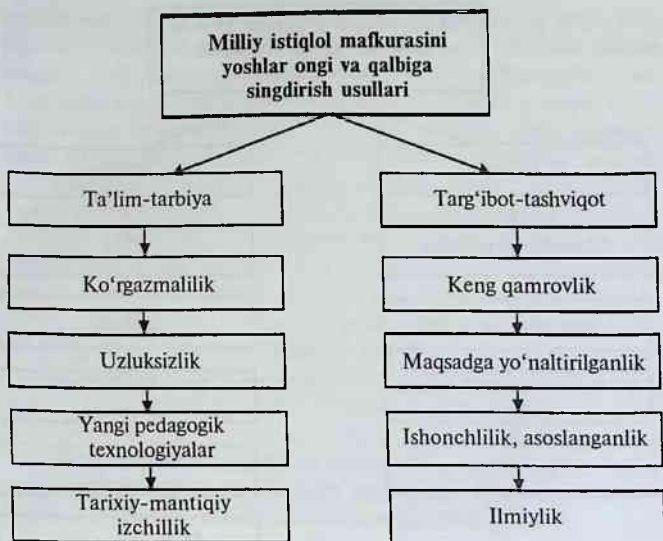 Milliy istiqlol mafkurasini
yoshlar ongi va qalbiga
singdirish usullari
Ta’lim-tarbiya
Ko‘rgazmalilik
Uzluksizlik
Yangi pedagogik
texnologiyalar
Tarixiy-mantiqiy
izchillik
Targ‘ibot-tashviqot
Keng qamrovlik
Maqsadga yo‘naltirilganlik
Ishonchlilik, asoslanganlik
Ilmiylik